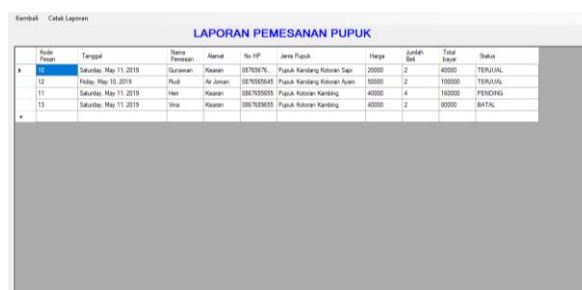 Kembali Cetak Laporan
LAPORAN PEMESANAN PUPUK
Kode Pesan Tanggal Nama Pemesan Alamat No HP Jenis Pupuk Harga Jumlah Beli Total bayar Status
10 Saturday, May 11, 2019 Gunawan Kisaran 08765676... Pupuk Kandang Kotoran Sapi 20000 2 40000 TERJUAL
12 Friday, May 10, 2019 Rudi Air Joman 0876565645 Pupuk Kandang Kotoran Ayam 50000 2 100000 TERJUAL
11 Saturday, May 11, 2019 Heri Kisaran 0867655655 Pupuk Kotoran Kambing 40000 4 160000 PENDING
13 Saturday, May 11, 2019 Vina Kisaran 0867689655 Pupuk Kotoran Kambing 40000 2 80000 BATAL